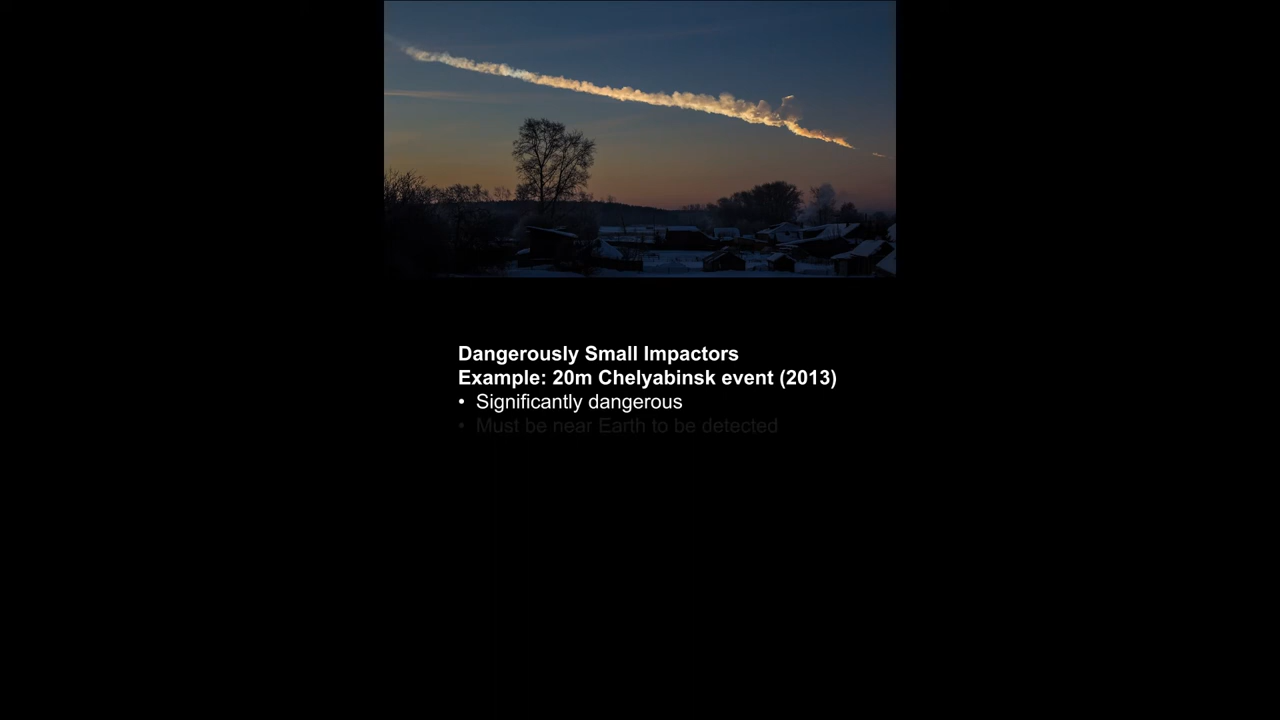 Dangerously Small Impactors
Example: 20m Chelyabinsk event (2013)
• Significantly dangerous
• Must be near Earth to be detected